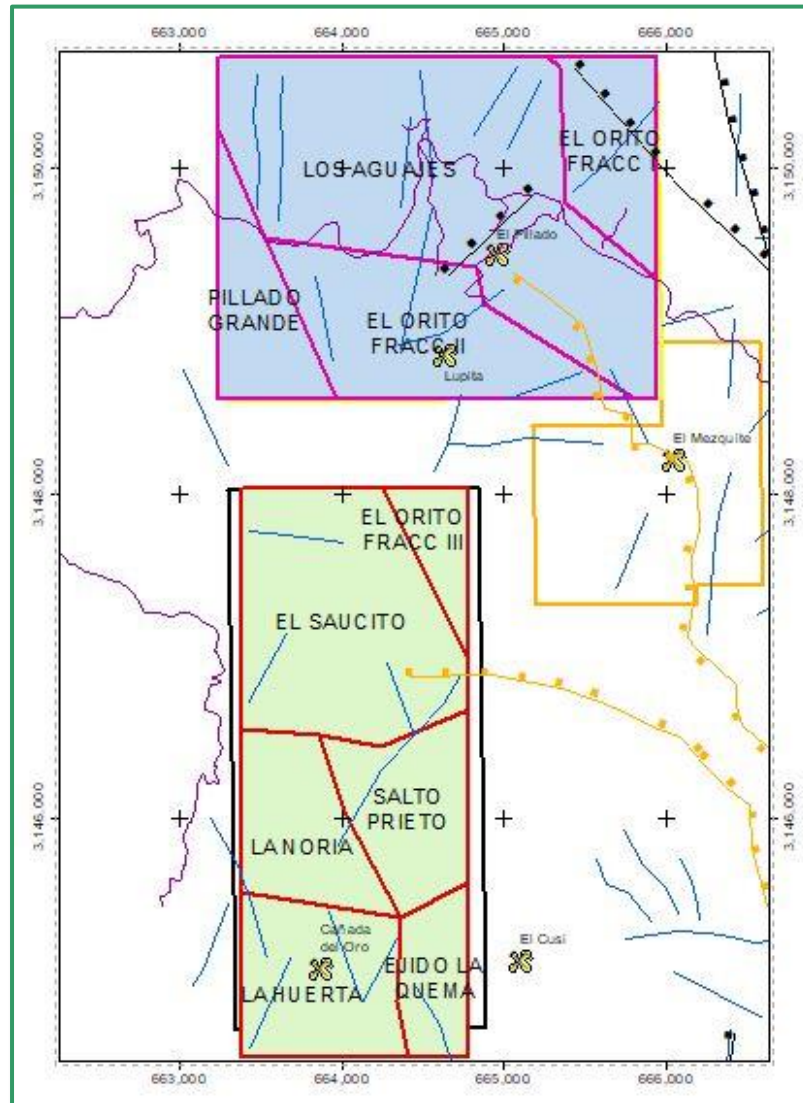 663,000 664,000 665,000 666,000
3,150,000
3,150,000
LOS AGUAJES
EL ORITO
FRACC I
El Pillado
PILLADO
GRANDE
EL ORITO
FRACC II
Lupita
El Mezquite
3,148,000
3,148,000
EL ORITO
FRACC III
EL SAUCITO
SALTO
PRIETO
LA NORIA
3,146,000
3,146,000
Cañada
del Oro
El Cusi
LA HUERTA
EJIDO LA
QUEMA
663,000 664,000 665,000 666,000